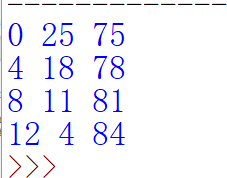 -------------
0 25 75
4 18 78
8 11 81
12 4 84
>>>